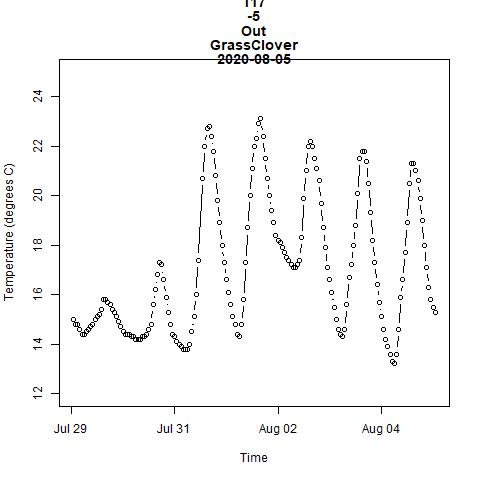 117
-5
Out
GrassClover
2020-08-05
Temperature (degrees C)
24
22
20
18
16
14
12
Jul 29
Jul 31
Aug 02
Aug 04
Time